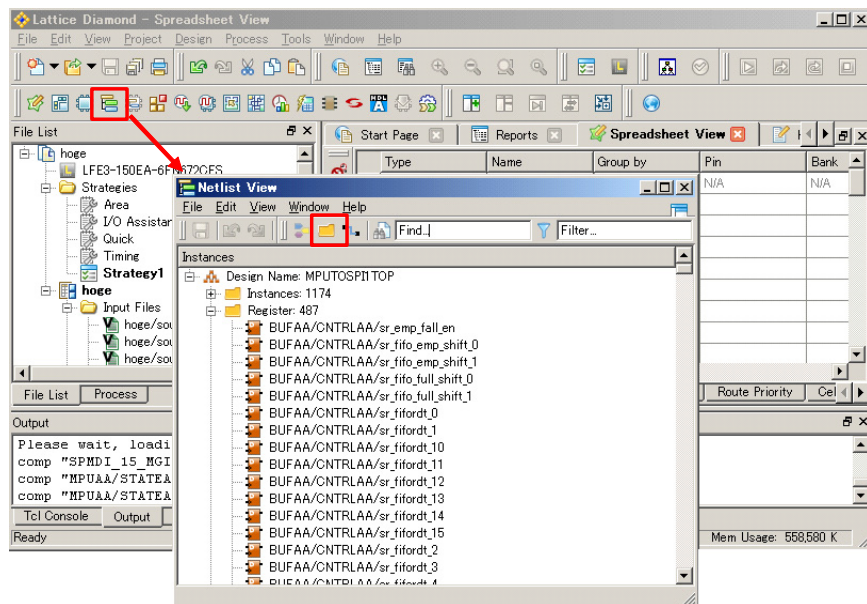 Lattice Diamond - Spreadsheet View
File Edit View Project Design Process Tools Window Help
File List
Start Page Reports Spreadsheet View
Type Name Group by Pin Bank
N/A N/A
hoge
Strategies
Area
I/O Assistan
Quick
Timing
Strategy1
hoge
Input Files
hoge/sou
hoge/sou
hoge/sou
File List Process
Route Priority Cel
Netlist View
File Edit View Window Help
Find... Filter...
Instances
Design Name: MPUTOSPI1TOP
Instances: 1174
Register: 487
BUFAA/CNTRLAA/sr_emp_fall_en
BUFAA/CNTRLAA/sr_fifo_emp_shift_0
BUFAA/CNTRLAA/sr_fifo_emp_shift_1
BUFAA/CNTRLAA/sr_fifo_full_shift_0
BUFAA/CNTRLAA/sr_fifo_full_shift_1
BUFAA/CNTRLAA/sr_fifordt_0
BUFAA/CNTRLAA/sr_fifordt_1
BUFAA/CNTRLAA/sr_fifordt_10
BUFAA/CNTRLAA/sr_fifordt_11
BUFAA/CNTRLAA/sr_fifordt_12
BUFAA/CNTRLAA/sr_fifordt_13
BUFAA/CNTRLAA/sr_fifordt_14
BUFAA/CNTRLAA/sr_fifordt_15
BUFAA/CNTRLAA/sr_fifordt_2
BUFAA/CNTRLAA/sr_fifordt_3
BUFAA/CNTRLAA/sr_fifordt_4
Output
Please wait, loadi
comp "SPMDI_15_MGI
comp "MPUAA/STATEA
comp "MPUAA/STATEA
Tcl Console Output
Ready
Mem Usage: 558,580 K